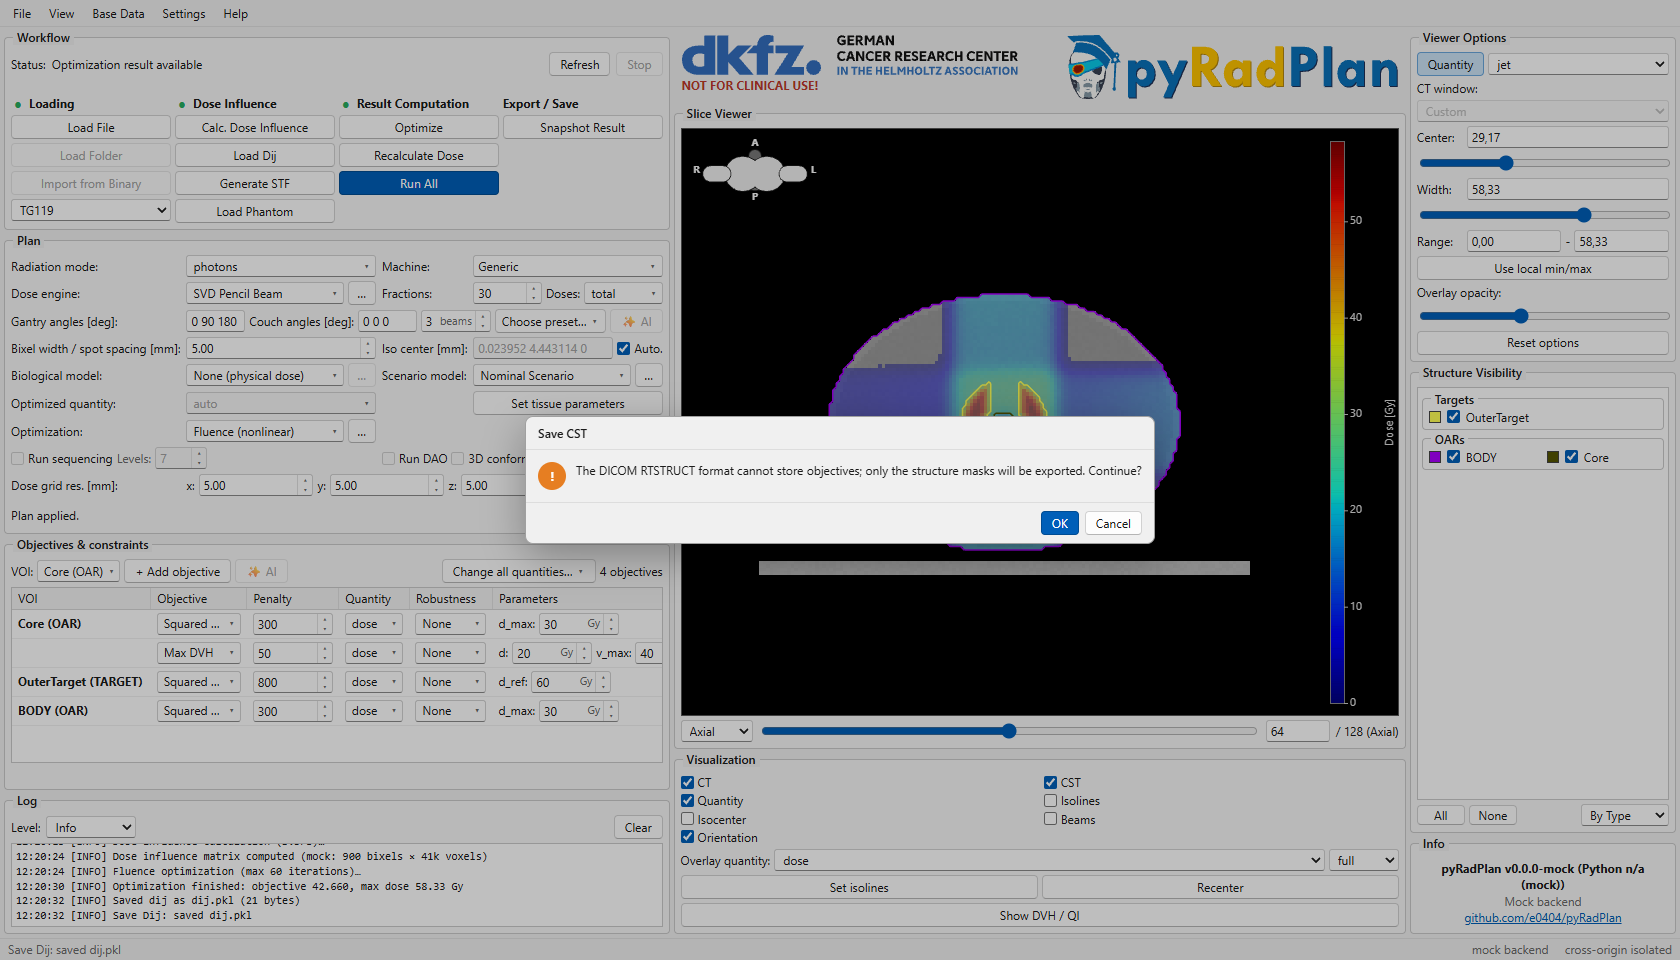 File View Base Data Settings Help
Workflow
Status: Optimization result available
Refresh Stop
Loading Dose Influence Result Computation Export / Save
Load File Calc. Dose Influence Optimize Snapshot Result
Load Folder Load Dij Recalculate Dose
Import from Binary Generate STF Run All
TG119 Load Phantom
Plan
Radiation mode: photons Machine: Generic
Dose engine: SVD Pencil Beam ... Fractions: 30 Doses: total
Gantry angles [deg]: 0 90 180 Couch angles [deg]: 0 0 0 3 beams Choose preset... AI
Bixel width / spot spacing [mm]: 5.00 Iso center [mm]: 0.023952 4.443114 0 Auto.
Biological model: None (physical dose) ... Scenario model: Nominal Scenario ...
Optimized quantity: auto Set tissue parameters
Optimization: Fluence (nonlinear) ...
Run sequencing Levels: 7 Run DAO 3D confor
Dose grid res. [mm]: x: 5.00 y: 5.00 z: 5.00
Plan applied.
Objectives & constraints
VOI: Core (OAR) + Add objective AI Change all quantities... 4 objectives
VOI Objective Penalty Quantity Robustness Parameters
Core (OAR) Squared ... 300 dose None d_max: 30 Gy
Max DVH 50 dose None d: 20 Gy v_max: 40
OuterTarget (TARGET) Squared ... 800 dose None d_ref: 60 Gy
BODY (OAR) Squared ... 300 dose None d_max: 30 Gy
Log
Level: Info Clear
12:20:24 [INFO] Dose influence matrix computed (mock: 900 bixels × 41k voxels)
12:20:24 [INFO] Fluence optimization (max 60 iterations)…
12:20:30 [INFO] Optimization finished: objective 42.660, max dose 58.33 Gy
12:20:32 [INFO] Saved dij as dij.pkl (21 bytes)
12:20:32 [INFO] Save Dij: saved dij.pkl
Save Dij: saved dij.pkl
dkfz. GERMAN
CANCER RESEARCH CENTER
IN THE HELMHOLTZ ASSOCIATION
NOT FOR CLINICAL USE!
pyRadPlan
Slice Viewer
A
R L
P
50
40
30
20
10
0
Dose [Gy]
Save CST
! The DICOM RTSTRUCT format cannot store objectives; only the structure masks will be exported. Continue?
OK Cancel
Axial 64 / 128 (Axial)
Visualization
CT CST
Quantity Isolines
Isocenter Beams
Orientation
Overlay quantity: dose full
Set isolines Recenter
Show DVH / QI
Viewer Options
Quantity jet
CT window:
Custom
Center: 29,17
Width: 58,33
Range: 0,00 - 58,33
Use local min/max
Overlay opacity:
Reset options
Structure Visibility
Targets
OuterTarget
OARs
BODY Core
All None By Type
Info
pyRadPlan v0.0.0-mock (Python n/a
(mock))
Mock backend
github.com/e0404/pyRadPlan
mock backend cross-origin isolated